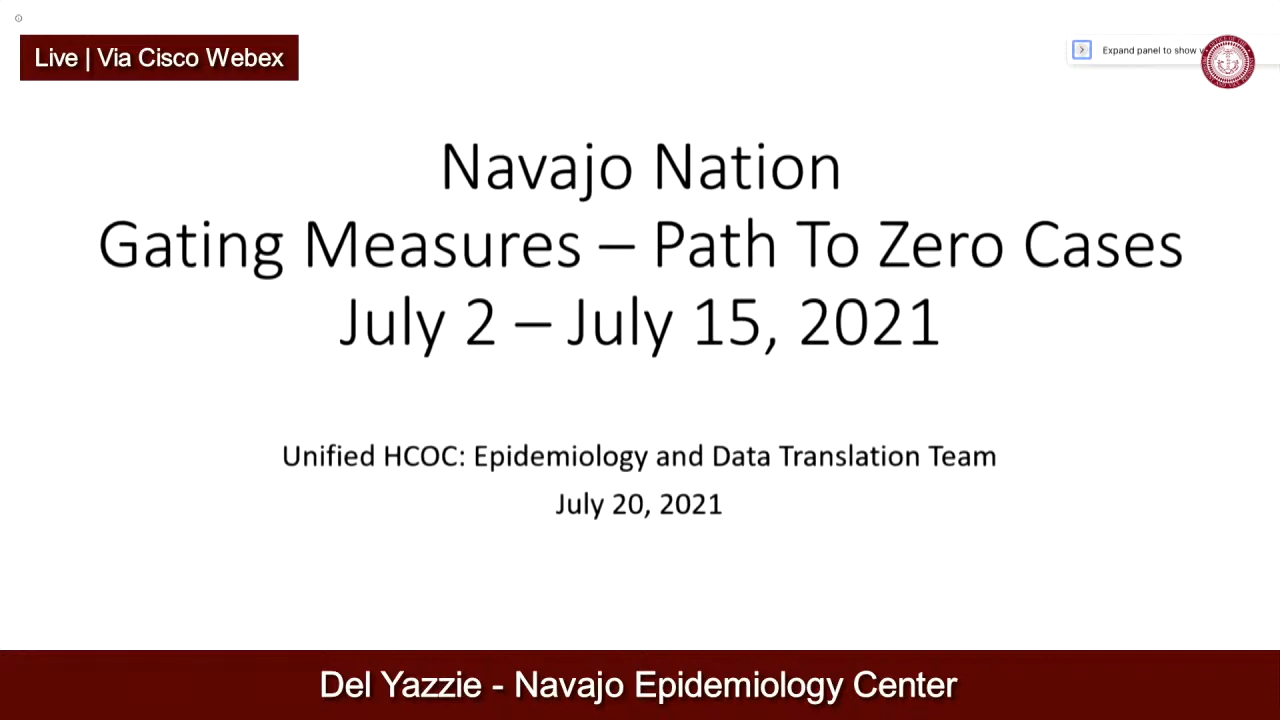 Live | Via Cisco Webex
Expand panel to show
Navajo Nation
Gating Measures – Path To Zero Cases
July 2 – July 15, 2021
Unified HCOC: Epidemiology and Data Translation Team
July 20, 2021
Del Yazzie - Navajo Epidemiology Center